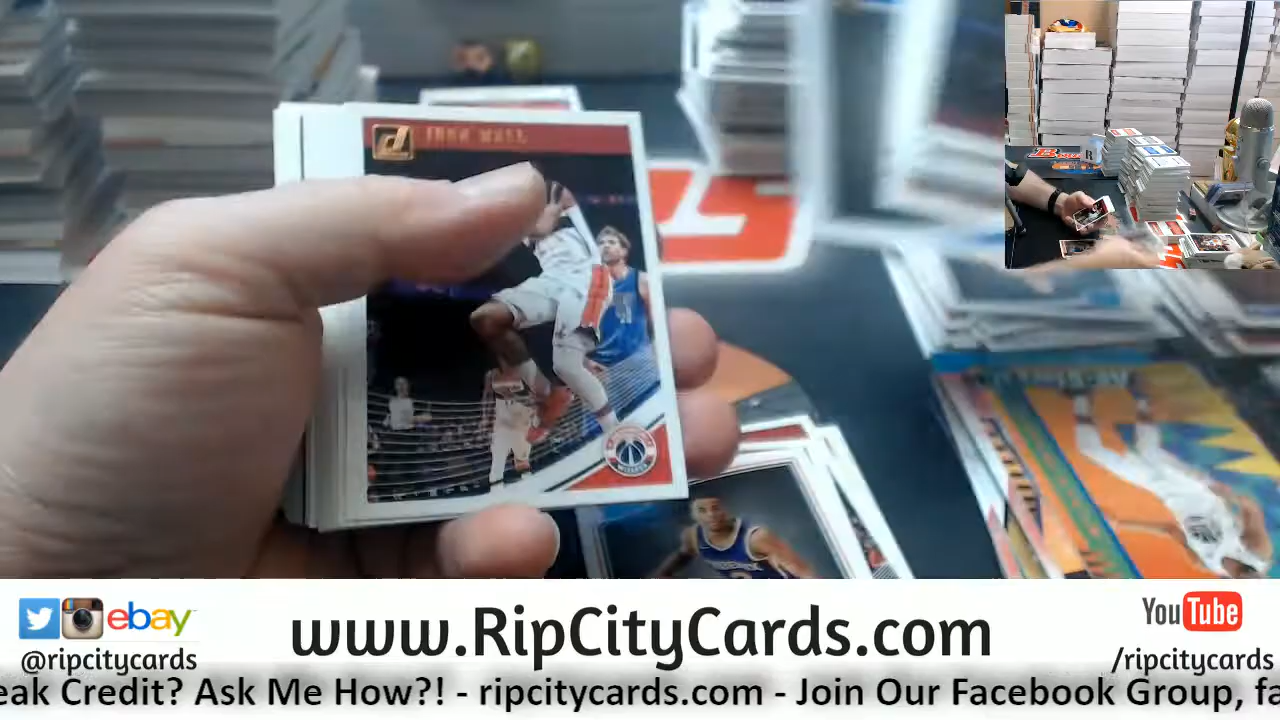 JOHN WALL
WIZARDS
www.RipCityCards.com
ebay
@ripcitycards
YouTube
/ripcitycards
eak Credit? Ask Me How?! - ripcitycards.com - Join Our Facebook Group, fa